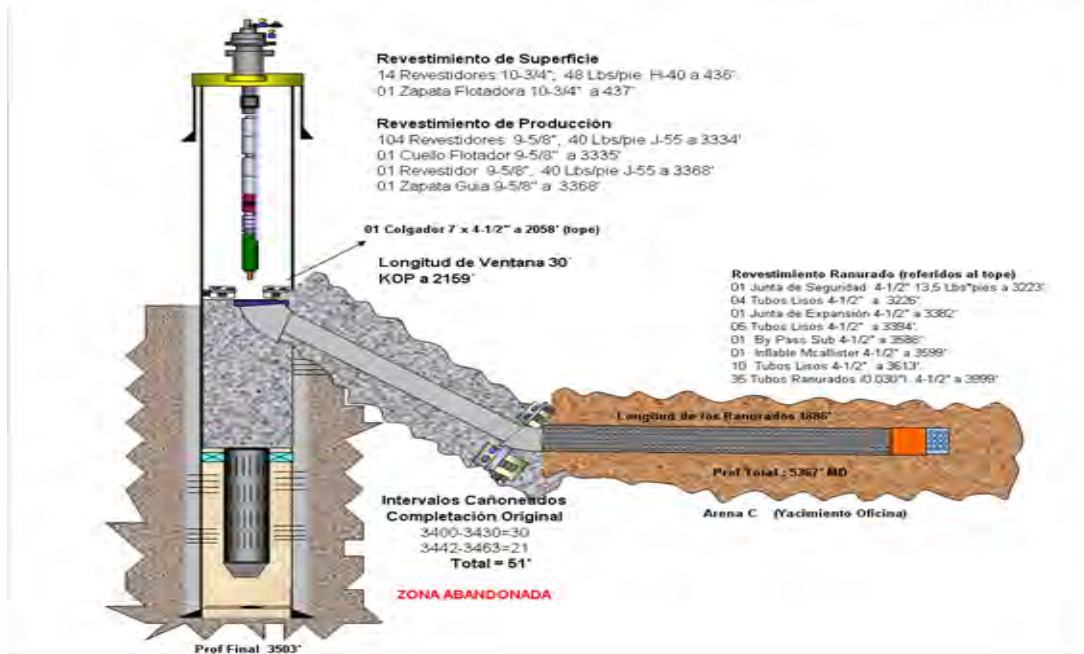 Revestimiento de Superficie
14 Revestidores 10-3/4", 48 Lbs/pie H-40 a 436'
01 Zapata Flotadora 10-3/4" a 437'
Revestimiento de Producción
104 Revestidores 9-5/8", 40 Lbs/pie J-55 a 3334'
01 Cuello Flotador 9-5/8" a 3335'
01 Revestidor 9-5/8", 40 Lbs/pie J-55 a 3368'
01 Zapata Guia 9-5/8" a 3368'
01 Colgador 7" x 4-1/2" a 2058' (tope)
Longitud de Ventana 30'
KOP a 2159'
Revestimiento Ranurado (referidos al tope)
01 Junta de Seguridad 4-1/2" 13,5 Lbs*pies a 3223'
04 Tubos Lisos 4-1/2" a 3226'
01 Junta de Expansión 4-1/2" a 3382'
05 Tubos Lisos 4-1/2" a 3394'
01 By Pass Sub 4-1/2" a 3588'
01 Inflable Mcallister 4-1/2" a 3599'
10 Tubos Lisos 4-1/2" a 3613'
35 Tubos Ranurados (0.030") 4-1/2" a 3999'
Longitud de los Ranurados 1886'
Prof Total : 5367' MD
Arena C (Yacimiento Oficina)
Intervalos Cañoneados
Completación Original
3400-3430=30
3442-3463=21
Total = 51'
ZONA ABANDONADA
Prof Final 3503'